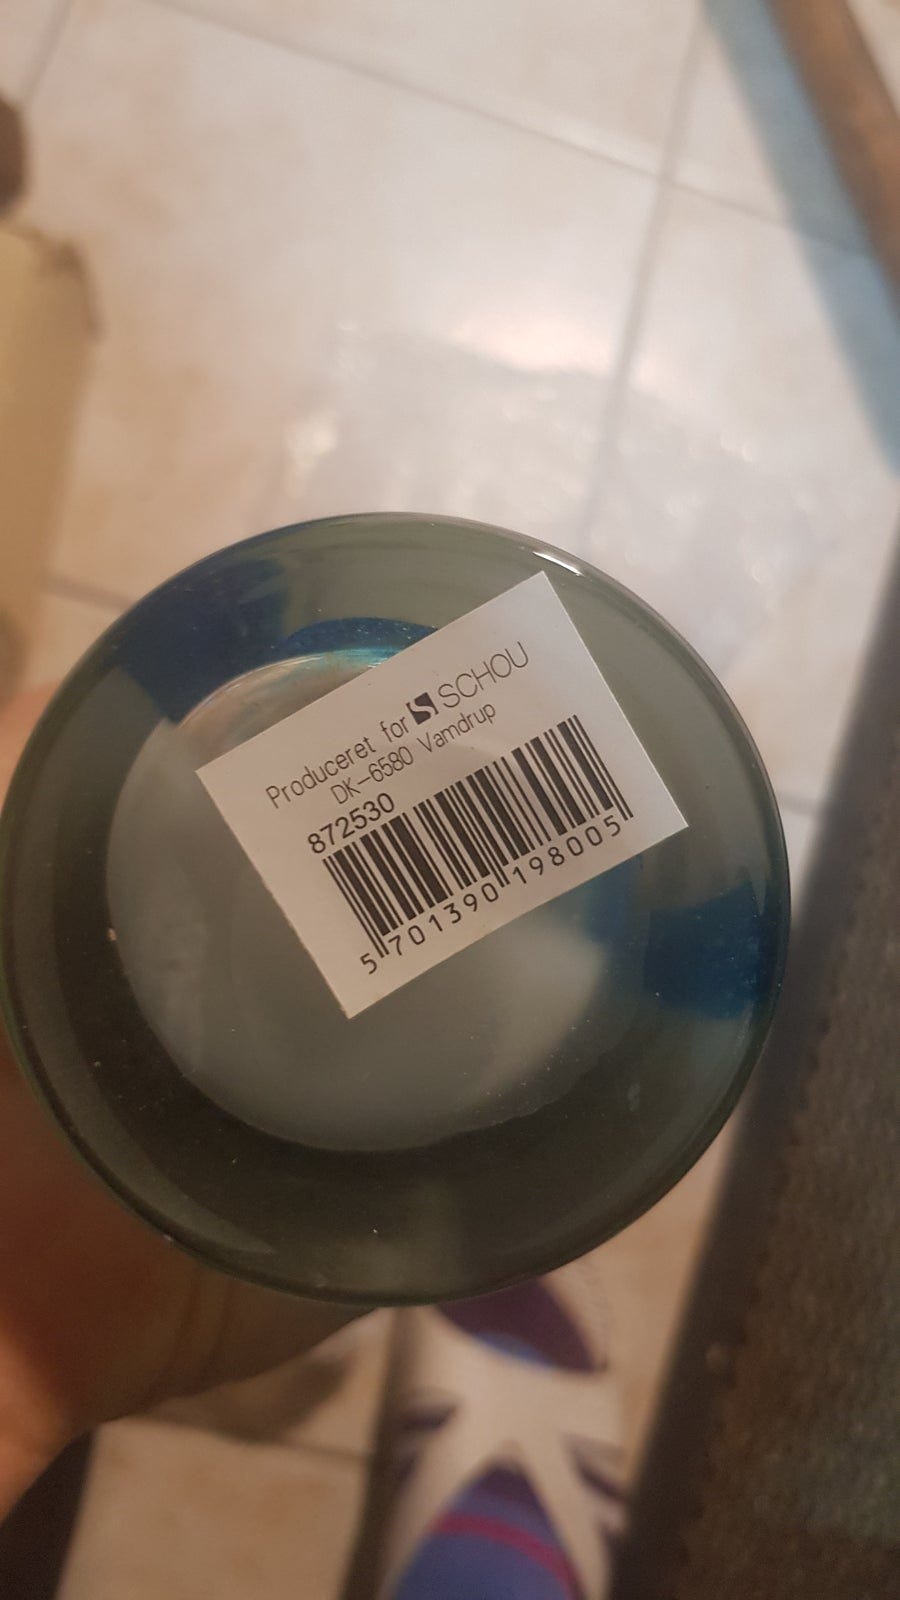 Produceret for SCHOU
DK-6580 Vamdrup
872530
5 701390 198005